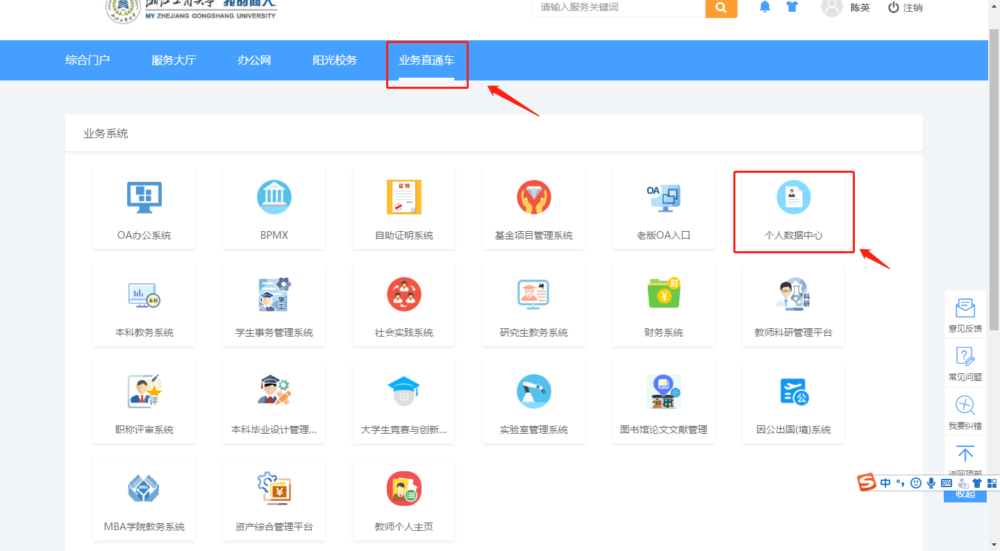 MY ZHEJIANG GONGSHANG UNIVERSITY
请输入服务关键词
陈英
注销
综合门户
服务大厅
办公网
阳光校务
业务直通车
业务系统
OA办公系统
BPMX
证明
自助证明系统
基金项目管理系统
OA
老版OA入口
个人数据中心
本科
本科教务系统
学工
学生事务管理系统
社会实践系统
研
研究生教务系统
财
¥
财务系统
科研
教师科研管理平台
评
职称评审系统
本科毕业设计管理...
大学生竞赛与创新...
实验室管理系统
图书馆论文文献管理
公
因公出国(境)系统
MBA学院教务系统
¥
资产综合管理平台
教师个人主页
意见反馈
常见问题
我要纠错
返回顶部
中
收起